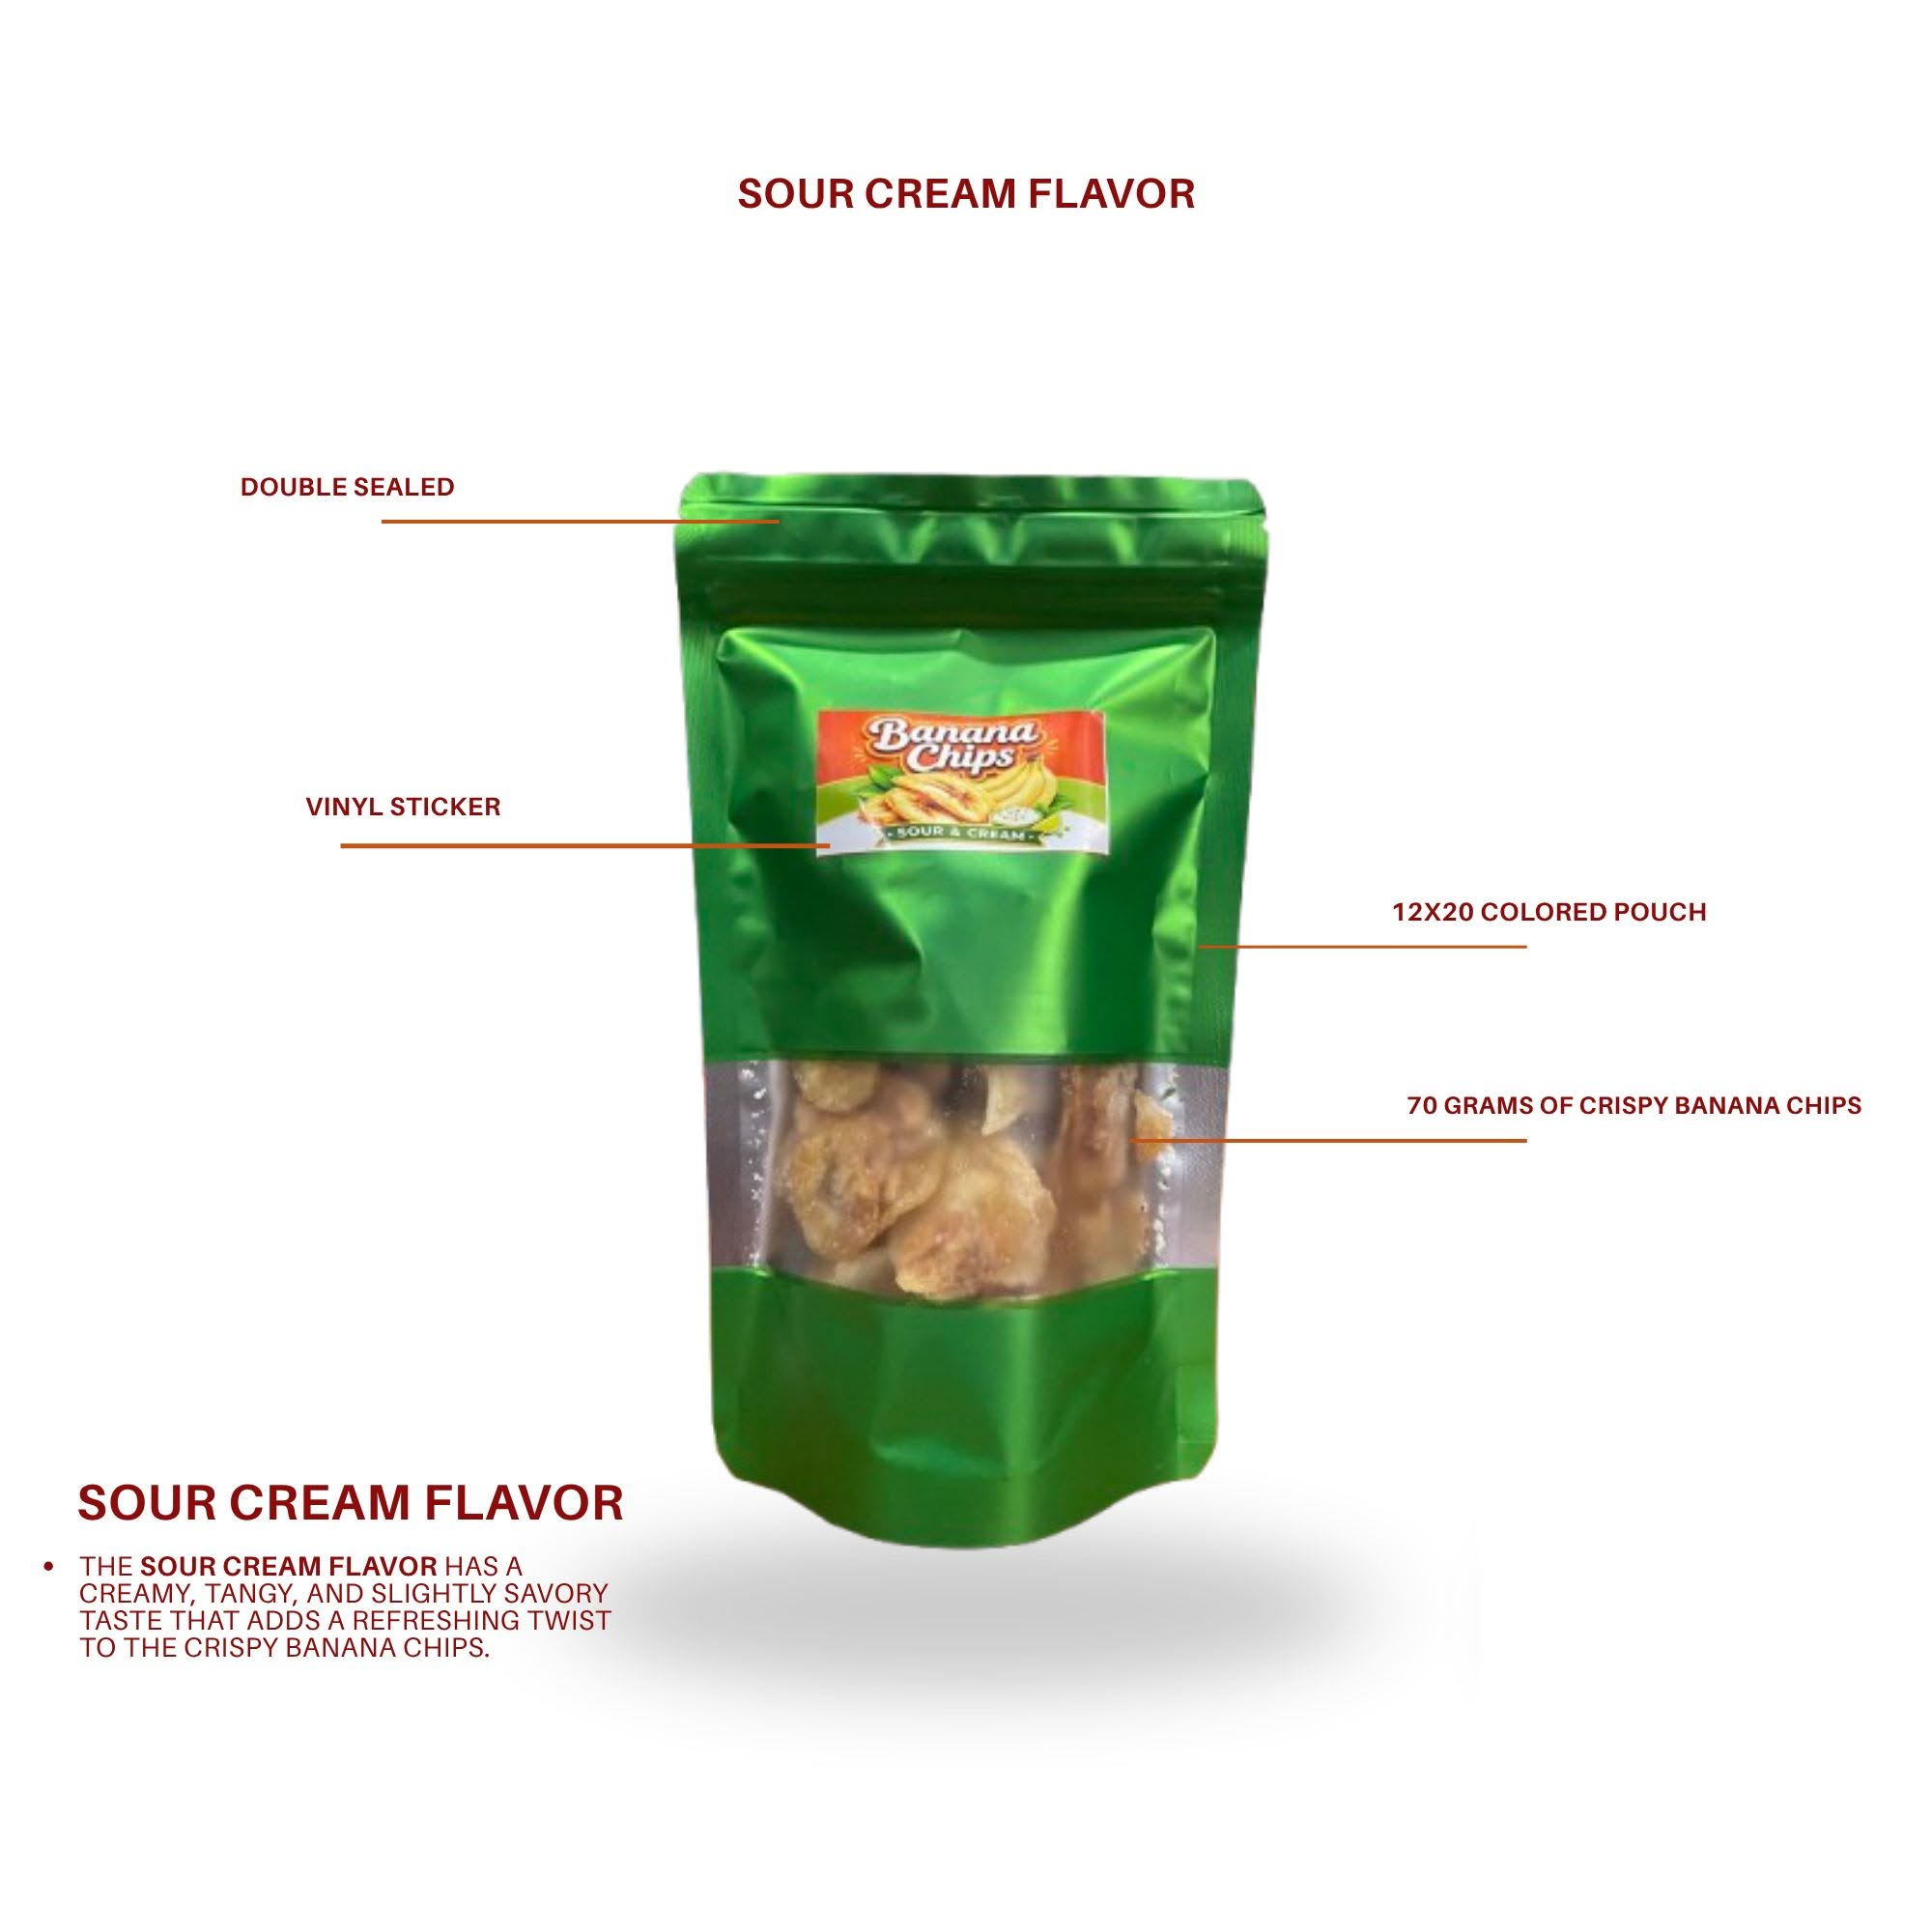 SOUR CREAM FLAVOR
DOUBLE SEALED
Banana
Chips
• SOUR & CREAM •
VINYL STICKER
12X20 COLORED POUCH
70 GRAMS OF CRISPY BANANA CHIPS
SOUR CREAM FLAVOR
• THE SOUR CREAM FLAVOR HAS A
CREAMY, TANGY, AND SLIGHTLY SAVORY
TASTE THAT ADDS A REFRESHING TWIST
TO THE CRISPY BANANA CHIPS.